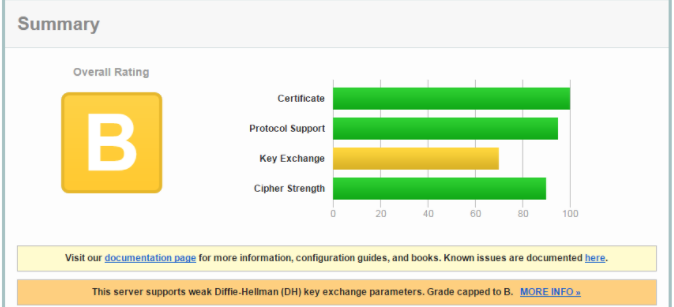 Summary
Overall Rating
B
Certificate
Protocol Support
Key Exchange
Cipher Strength
0 20 40 60 80 100
Visit our documentation page for more information, configuration guides, and books. Known issues are documented here.
This server supports weak Diffie-Hellman (DH) key exchange parameters. Grade capped to B. MORE INFO »